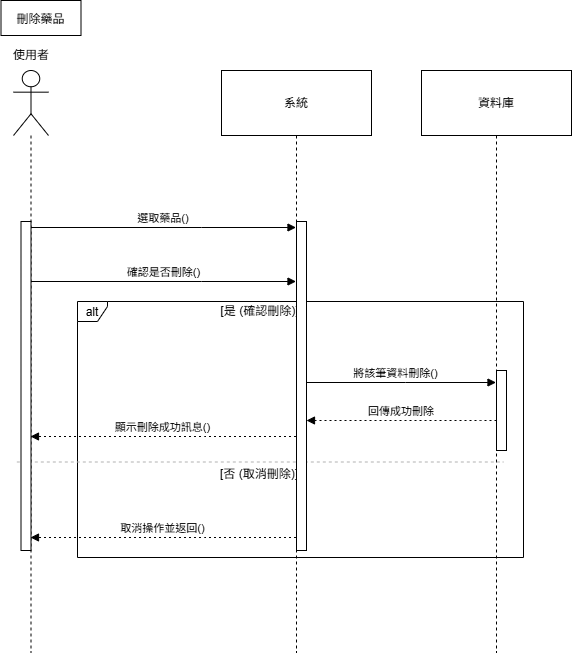 刪除藥品
使用者
系統
資料庫
選取藥品()
確認是否刪除()
alt
[是 (確認刪除)
將該筆資料刪除()
回傳成功刪除
顯示刪除成功訊息()
[否 (取消刪除)
取消操作並返回()